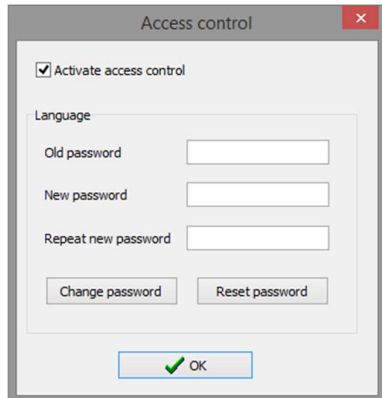 Access control
Activate access control
Language
Old password
New password
Repeat new password
Change password Reset password
OK